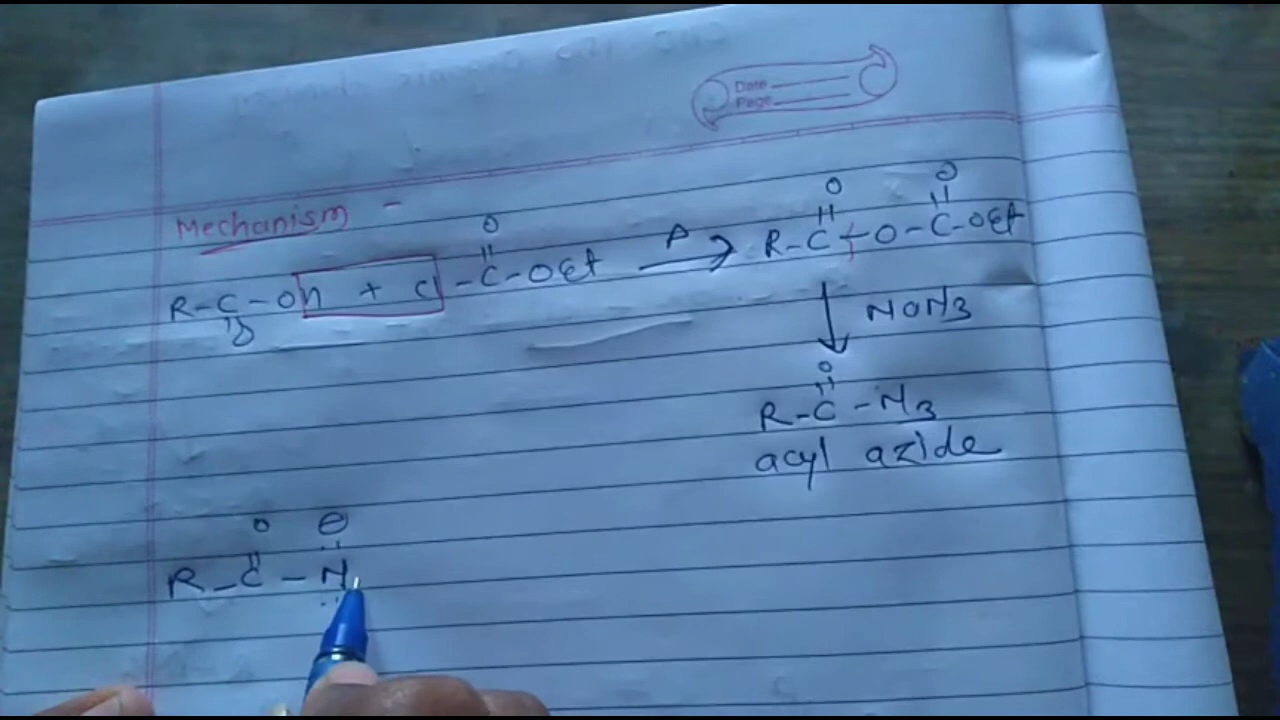 Date
Page
Mechanism -
O O O
|| || ||
R-C-OH + Cl-C-OEt → R-C-O-C-OEt
||
O
NaN3
O
||
R-C-N3
acyl azide
O ⊖
|| ..
R-C-N
..